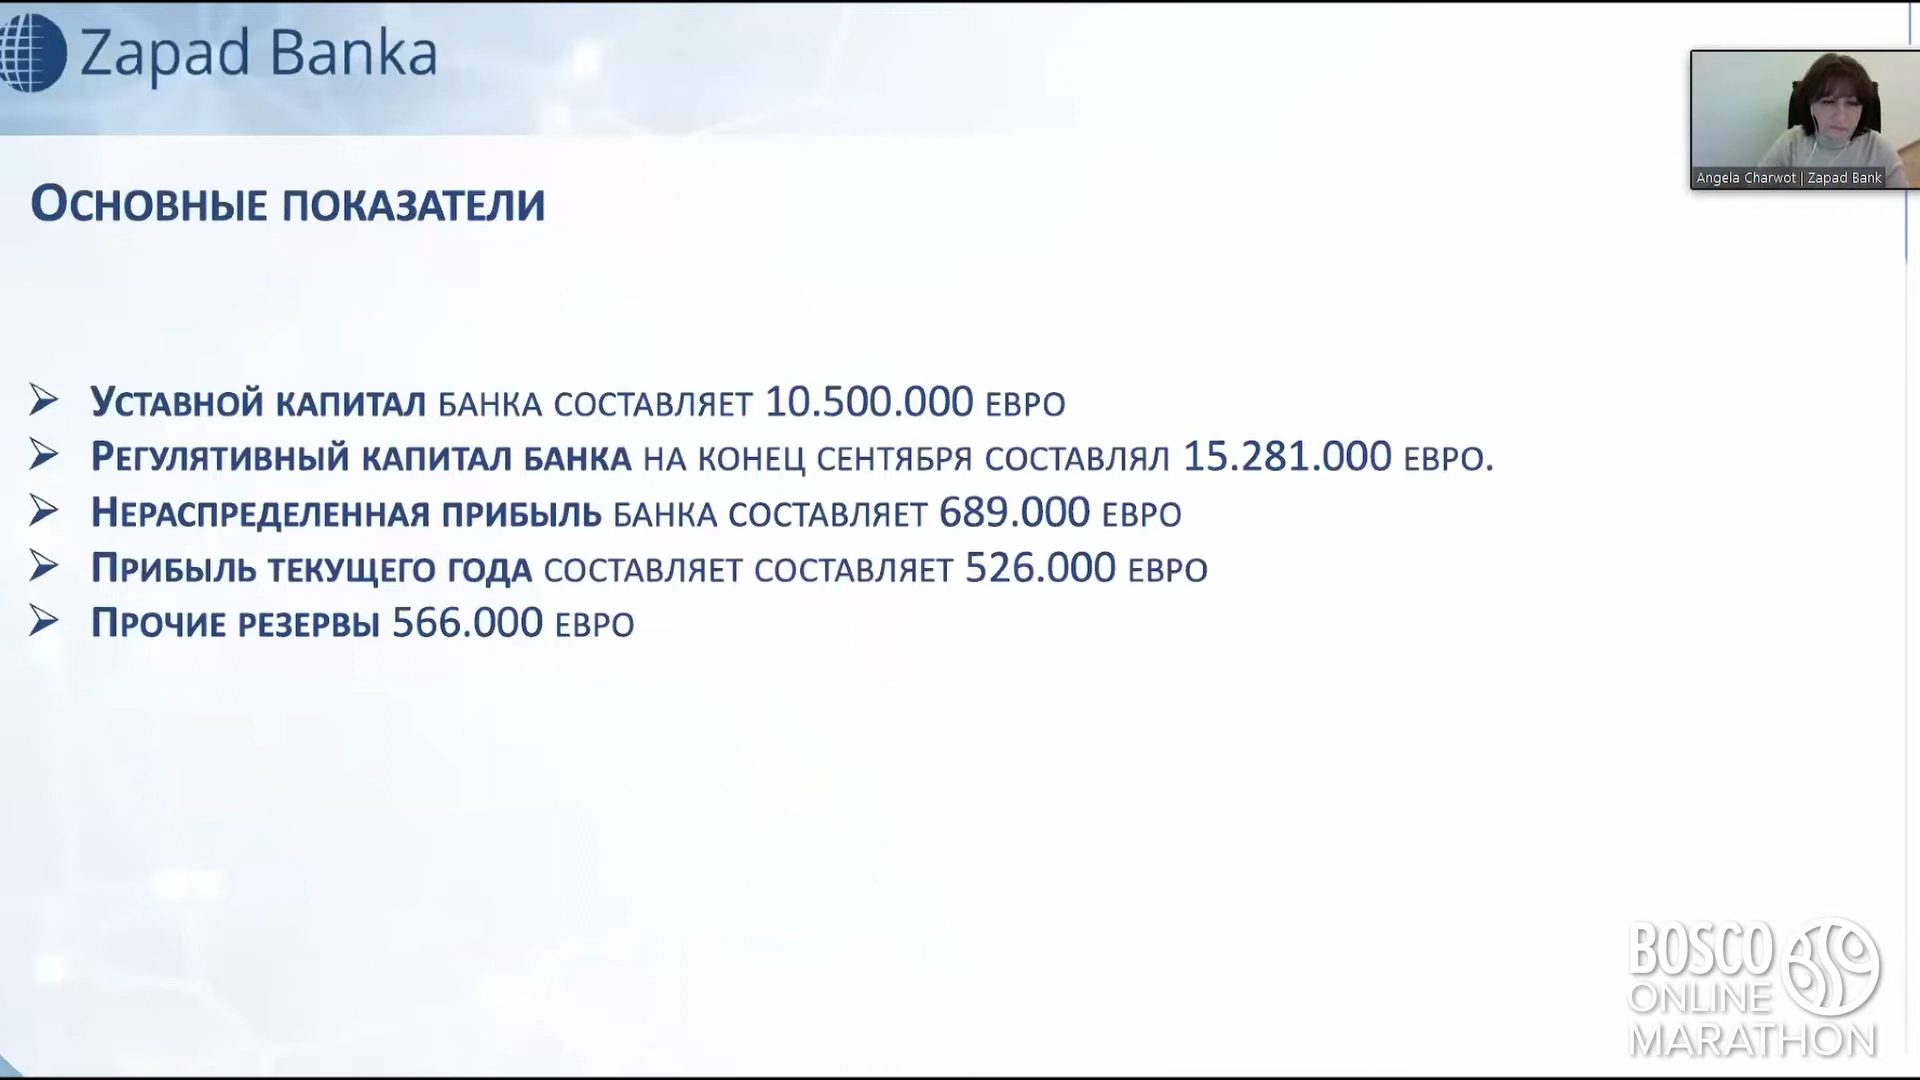 Zapad Banka
Angela Charwot | Zapad Bank
ОСНОВНЫЕ ПОКАЗАТЕЛИ
УСТАВНОЙ КАПИТАЛ БАНКА СОСТАВЛЯЕТ 10.500.000 ЕВРО
РЕГУЛЯТИВНЫЙ КАПИТАЛ БАНКА НА КОНЕЦ СЕНТЯБРЯ СОСТАВЛЯЛ 15.281.000 ЕВРО.
НЕРАСПРЕДЕЛЕННАЯ ПРИБЫЛЬ БАНКА СОСТАВЛЯЕТ 689.000 ЕВРО
ПРИБЫЛЬ ТЕКУЩЕГО ГОДА СОСТАВЛЯЕТ СОСТАВЛЯЕТ 526.000 ЕВРО
ПРОЧИЕ РЕЗЕРВЫ 566.000 ЕВРО
BOSCO
ONLINE
MARATHON